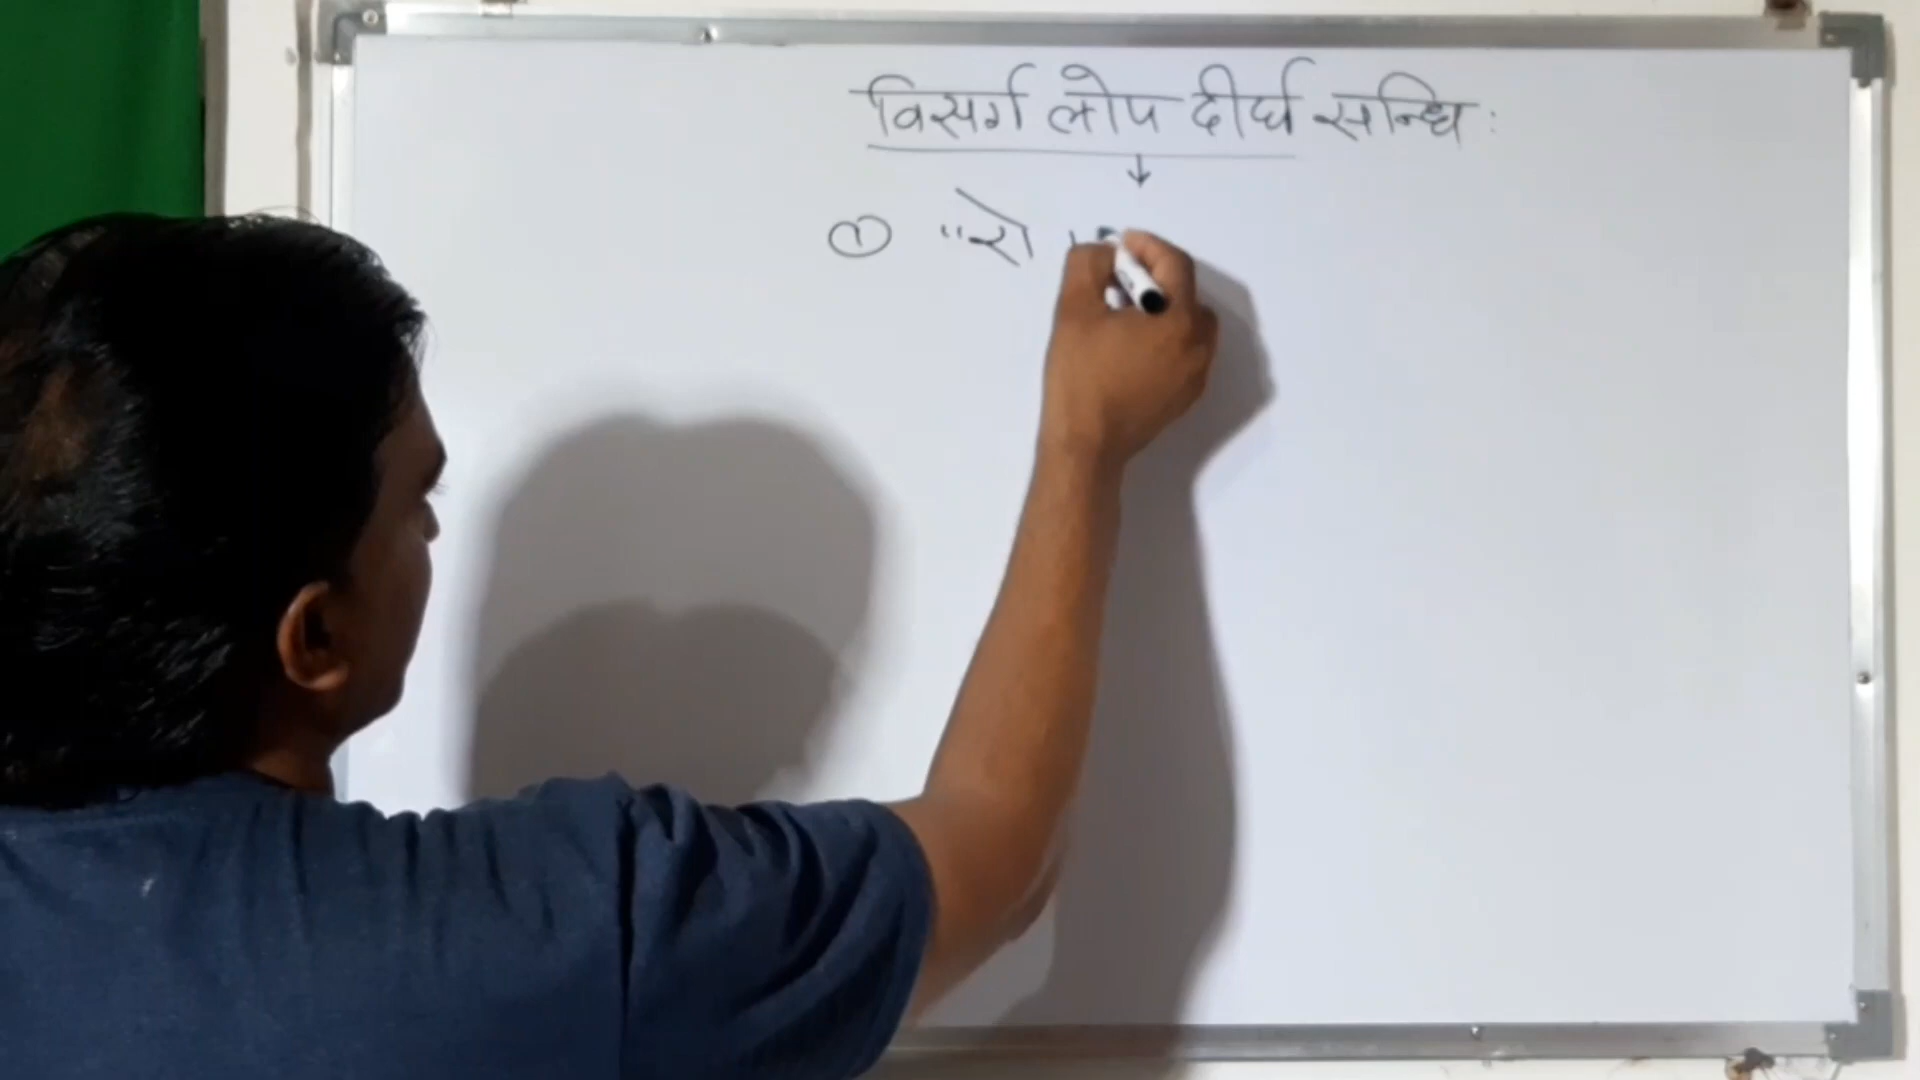 विसर्ग लोप दीर्घ सन्धि :
① "रो